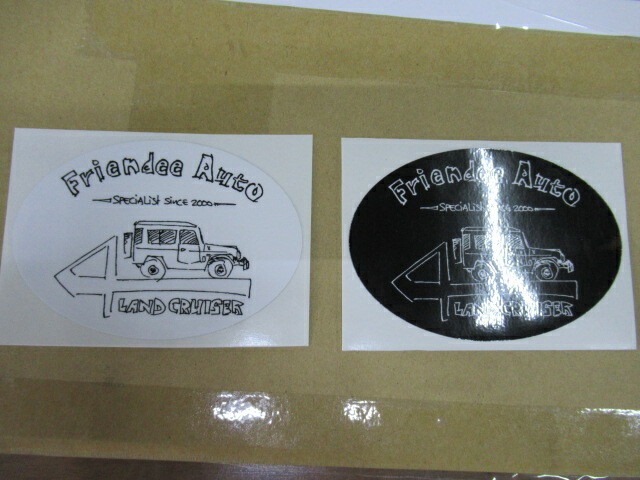 Friendee Auto
SPECIALIST SINCE 2000
LAND CRUISER
Friendee Auto
SPECIALIST SINCE 2000
LAND CRUISER